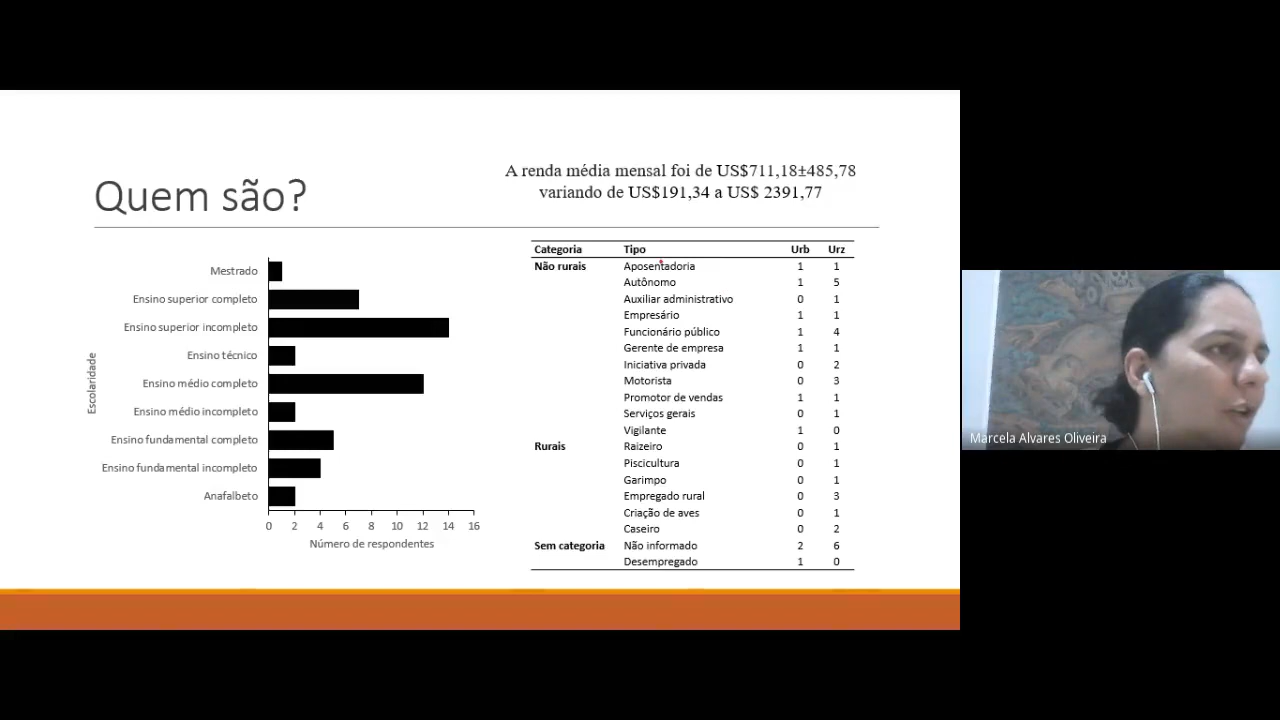 Quem são?
A renda média mensal foi de US$711,18±485,78
variando de US$191,34 a US$ 2391,77
Escolaridade
Mestrado
Ensino superior completo
Ensino superior incompleto
Ensino técnico
Ensino médio completo
Ensino médio incompleto
Ensino fundamental completo
Ensino fundamental incompleto
Anafalbeto
0 2 4 6 8 10 12 14 16
Número de respondentes
Categoria Tipo Urb Urz
Não rurais Aposentadoria 1 1
Autônomo 1 5
Auxiliar administrativo 0 1
Empresário 1 1
Funcionário público 1 4
Gerente de empresa 1 1
Iniciativa privada 0 2
Motorista 0 3
Promotor de vendas 1 1
Serviços gerais 0 1
Vigilante 1 0
Rurais Raizeiro 0 1
Piscicultura 0 1
Garimpo 0 1
Empregado rural 0 3
Criação de aves 0 1
Caseiro 0 2
Sem categoria Não informado 2 6
Desempregado 1 0
Marcela Alvares Oliveira